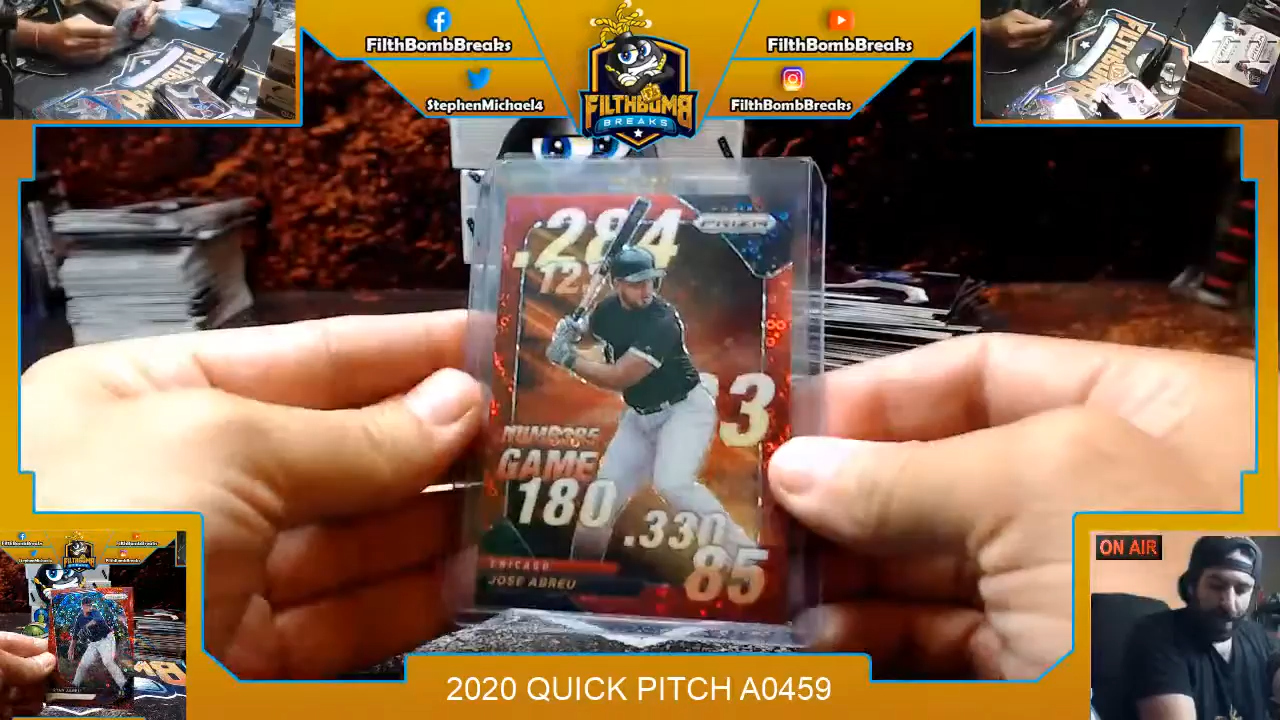 FilthBombBreaks
StephenMichael4
FILTHBOMB
BREAKS
FilthBombBreaks
FilthBombBreaks
.284
PRIZM
3
NUMBERS
GAME
180
.330
85
CHICAGO
JOSE ABREU
ON AIR
2020 QUICK PITCH A0459